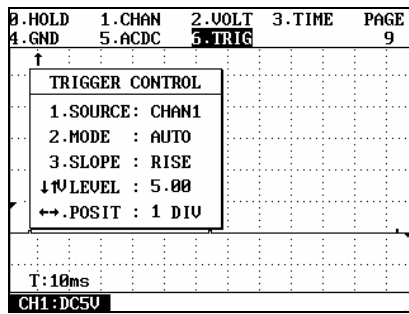 0.HOLD 1.CHAN 2.VOLT 3.TIME PAGE
4.GND 5.ACDC 6.TRIG 9
TRIGGER CONTROL
1.SOURCE: CHAN1
2.MODE : AUTO
3.SLOPE : RISE
↓↑V LEVEL : 5.00
←→.POSIT : 1 DIV
T:10ms
CH1:DC5V